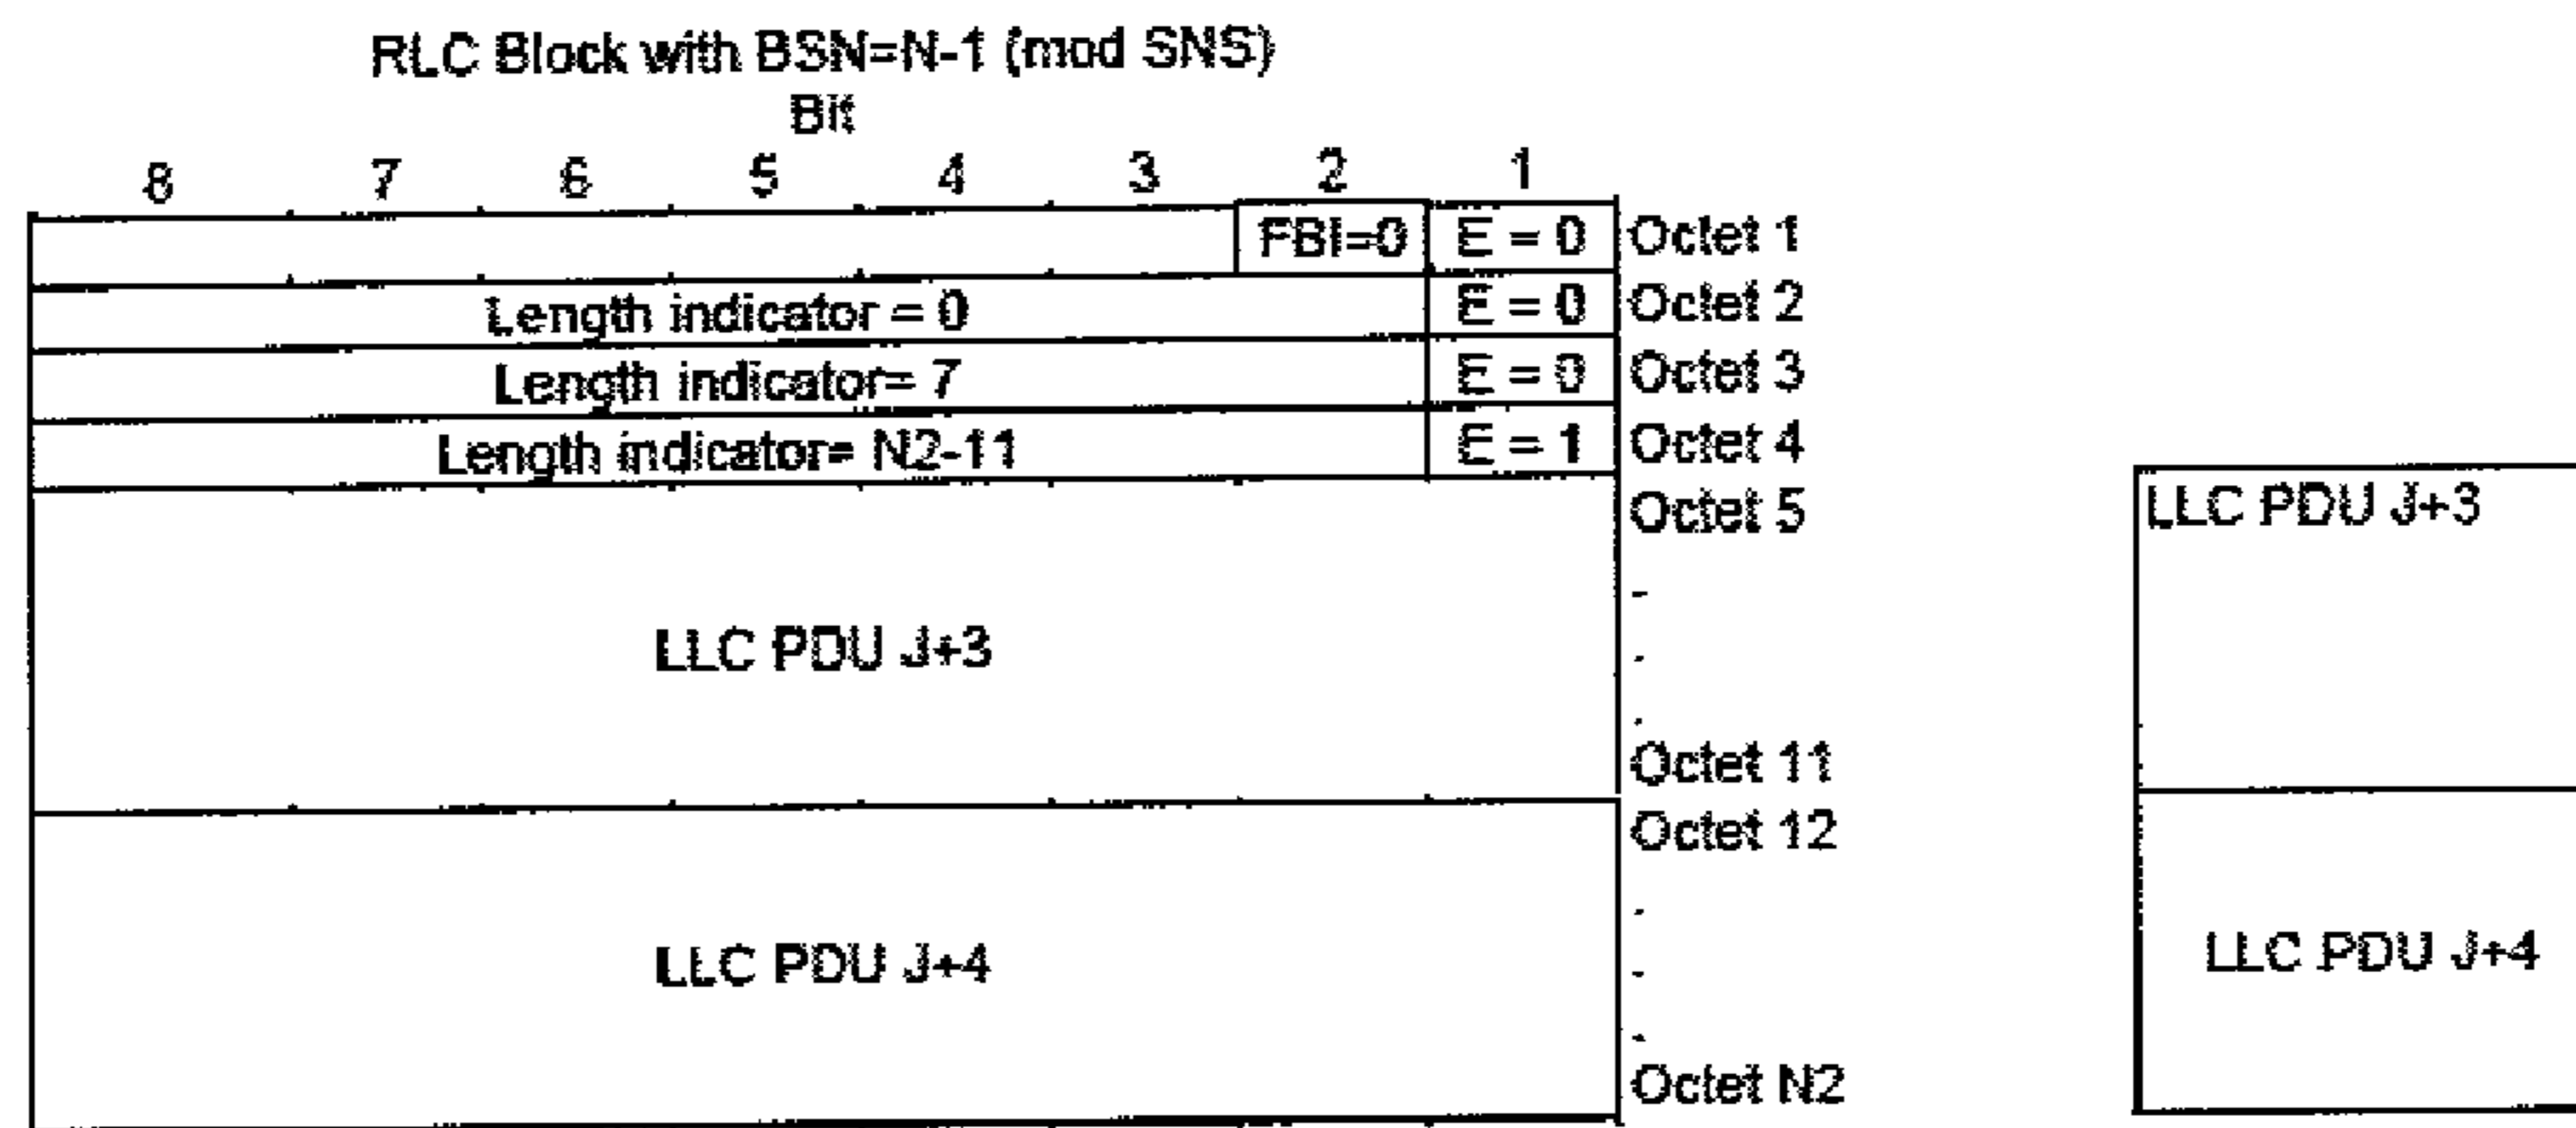 RLC Block with BSN=N-1 (mod SNS)
Bit
8 7 6 5 4 3 2 1
FBI=0 E = 0 Octet 1
Length indicator = 0 E = 0 Octet 2
Length indicator= 7 E = 0 Octet 3
Length indicator= N2-11 E = 1 Octet 4
Octet 5
LLC PDU J+3
LLC PDU J+3
Octet 11
Octet 12
LLC PDU J+4
LLC PDU J+4
Octet N2